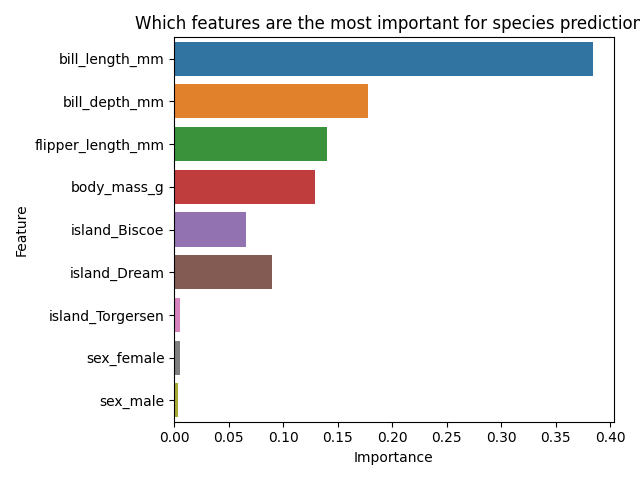 Which features are the most important for species prediction
bill_length_mm
bill_depth_mm
flipper_length_mm
body_mass_g
island_Biscoe
island_Dream
island_Torgersen
sex_female
sex_male
Feature
0.00 0.05 0.10 0.15 0.20 0.25 0.30 0.35 0.40
Importance